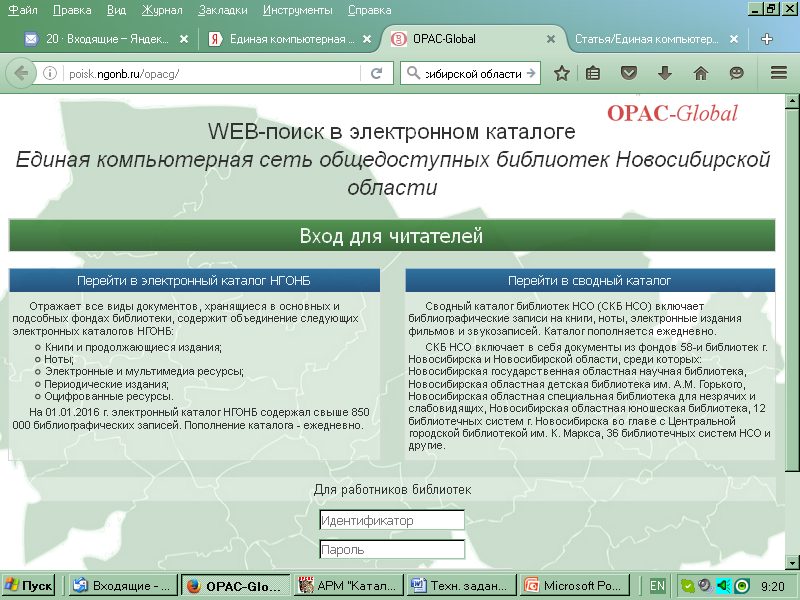 Файл Правка Вид Журнал Закладки Инструменты Справка
20 · Входящие – Яндек... Единая компьютерная ... OPAC-Global Статья/Единая компьютер...
poisk.ngonb.ru/opacg/ сибирской области
OPAC-Global
WEB-поиск в электронном каталоге
Единая компьютерная сеть общедоступных библиотек Новосибирской
области
Вход для читателей
Перейти в электронный каталог НГОНБ
Отражает все виды документов, хранящиеся в основных и
подсобных фондах библиотеки, содержит объединение следующих
электронных каталогов НГОНБ:
Книги и продолжающиеся издания;
Ноты;
Электронные и мультимедиа ресурсы;
Периодические издания;
Оцифрованные ресурсы.
На 01.01.2016 г. электронный каталог НГОНБ содержал свыше 850
000 библиографических записей. Пополнение каталога - ежедневно.
Перейти в сводный каталог
Сводный каталог библиотек НСО (СКБ НСО) включает
библиографические записи на книги, ноты, электронные издания
фильмов и звукозаписей. Каталог пополняется ежедневно.
СКБ НСО включает в себя документы из фондов 58-и библиотек г.
Новосибирска и Новосибирской области, среди которых:
Новосибирская государственная областная научная библиотека,
Новосибирская областная детская библиотека им. А.М. Горького,
Новосибирская областная специальная библиотека для незрячих и
слабовидящих, Новосибирская областная юношеская библиотека, 12
библиотечных систем г. Новосибирска во главе с Центральной
городской библиотекой им. К. Маркса, 36 библиотечных систем НСО и
другие.
Для работников библиотек
Идентификатор
Пароль
Пуск Входящие - ... OPAC-Glo... АРМ "Катал... Техн. задан... Microsoft Po... EN 9:20